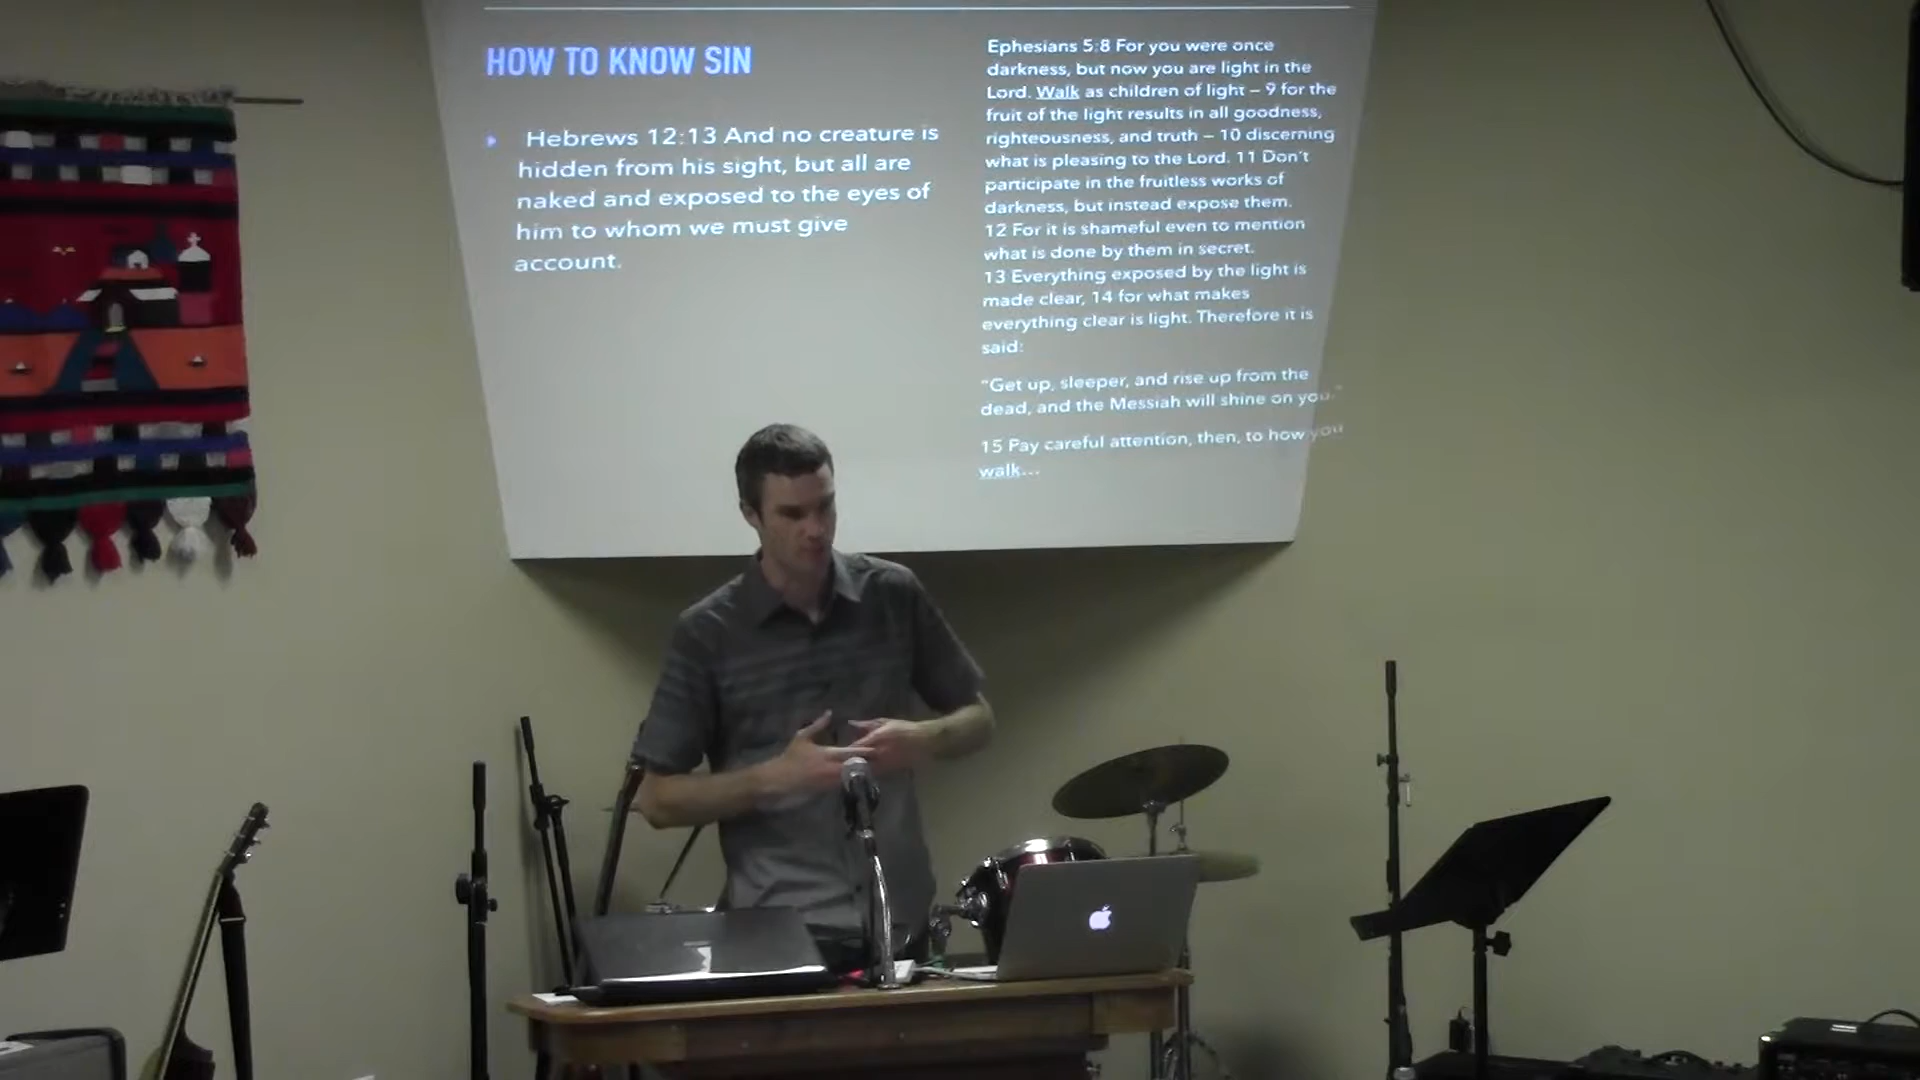 HOW TO KNOW SIN
Hebrews 12:13 And no creature is
hidden from his sight, but all are
naked and exposed to the eyes of
him to whom we must give
account.
Ephesians 5:8 For you were once
darkness, but now you are light in the
Lord. Walk as children of light – 9 for the
fruit of the light results in all goodness,
righteousness, and truth – 10 discerning
what is pleasing to the Lord. 11 Don't
participate in the fruitless works of
darkness, but instead expose them.
12 For it is shameful even to mention
what is done by them in secret.
13 Everything exposed by the light is
made clear, 14 for what makes
everything clear is light. Therefore it is
said:
"Get up, sleeper, and rise up from the
dead, and the Messiah will shine on you."
15 Pay careful attention, then, to how you
walk...